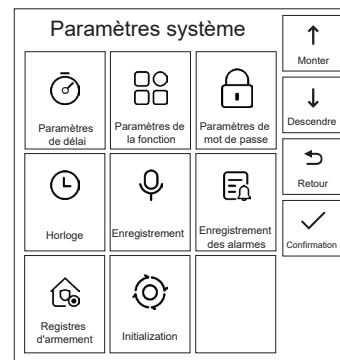 Paramètres système
Monter
Descendre
Retour
Confirmation
Paramètres
de délai
Paramètres de
la fonction
Paramètres de
mot de passe
Horloge
Enregistrement
Enregistrement
des alarmes
Registres
d'armement
Initialization